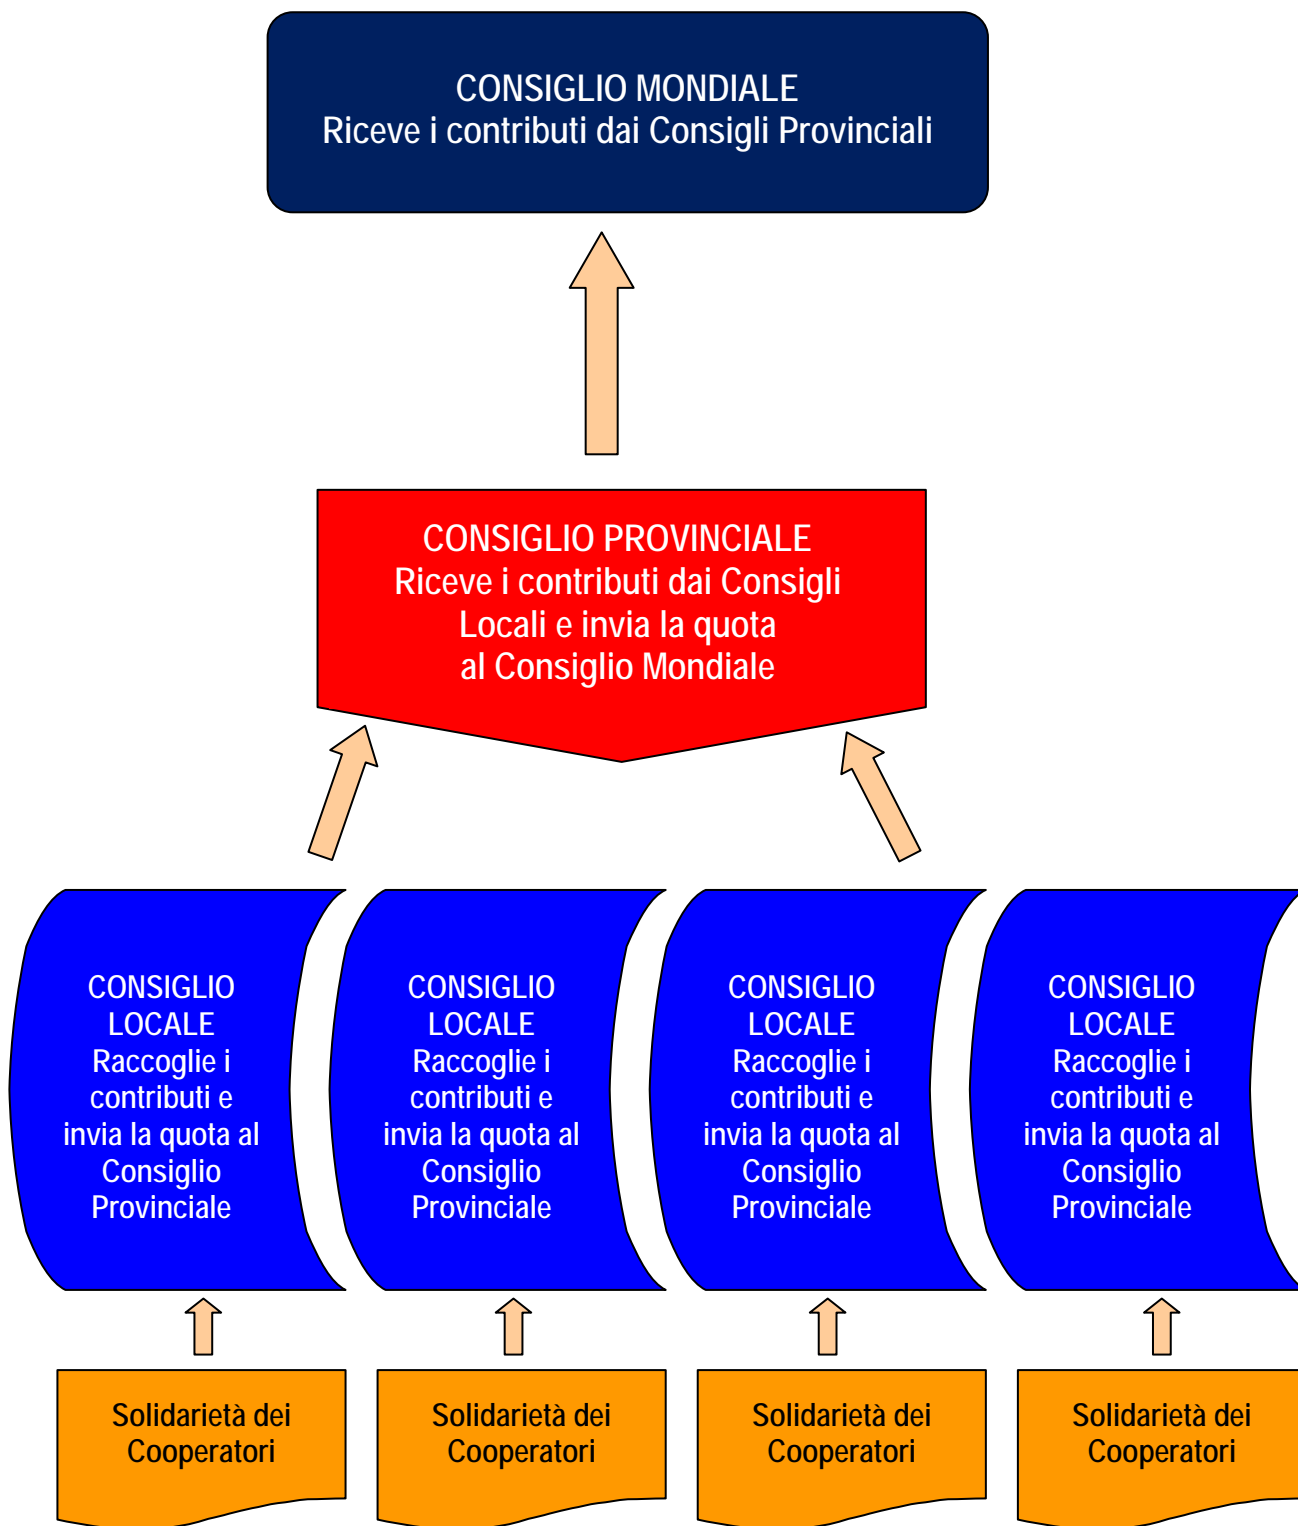 CONSIGLIO MONDIALE
Riceve i contributi dai Consigli Provinciali
CONSIGLIO PROVINCIALE
Riceve i contributi dai Consigli
Locali e invia la quota
al Consiglio Mondiale
CONSIGLIO
LOCALE
Raccoglie i
contributi e
invia la quota al
Consiglio
Provinciale
CONSIGLIO
LOCALE
Raccoglie i
contributi e
invia la quota al
Consiglio
Provinciale
CONSIGLIO
LOCALE
Raccoglie i
contributi e
invia la quota al
Consiglio
Provinciale
CONSIGLIO
LOCALE
Raccoglie i
contributi e
invia la quota al
Consiglio
Provinciale
Solidarietà dei
Cooperatori
Solidarietà dei
Cooperatori
Solidarietà dei
Cooperatori
Solidarietà dei
Cooperatori